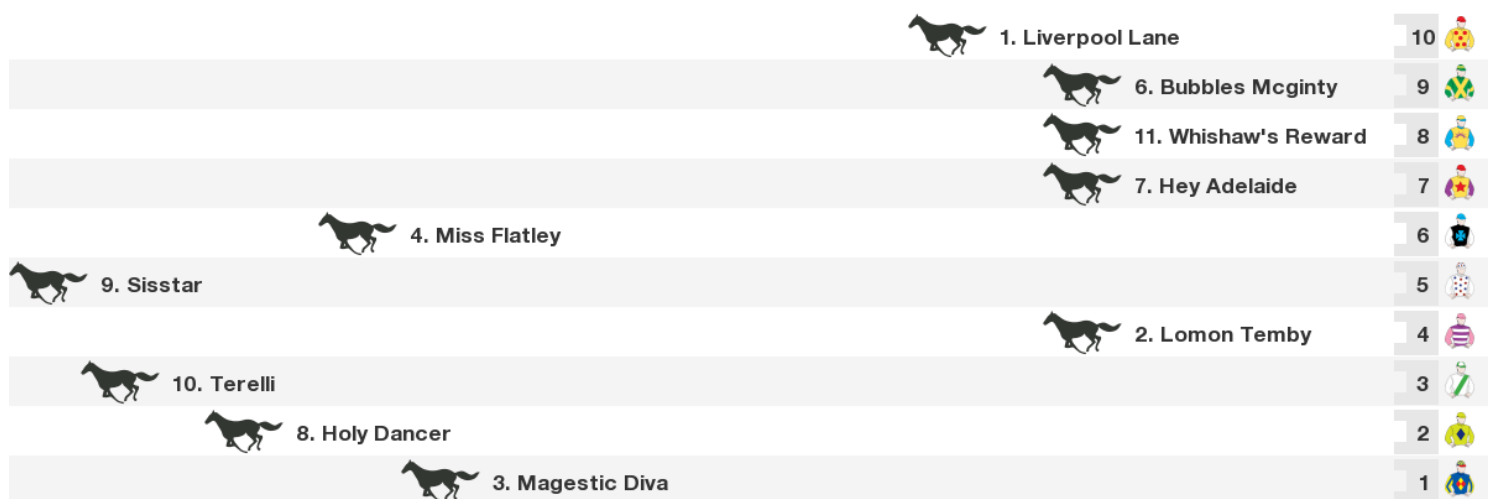 1. Liverpool Lane 10
6. Bubbles Mcginty 9
11. Whishaw's Reward 8
7. Hey Adelaide 7
4. Miss Flatley 6
9. Sisstar 5
2. Lomon Temby 4
10. Terelli 3
8. Holy Dancer 2
3. Magestic Diva 1